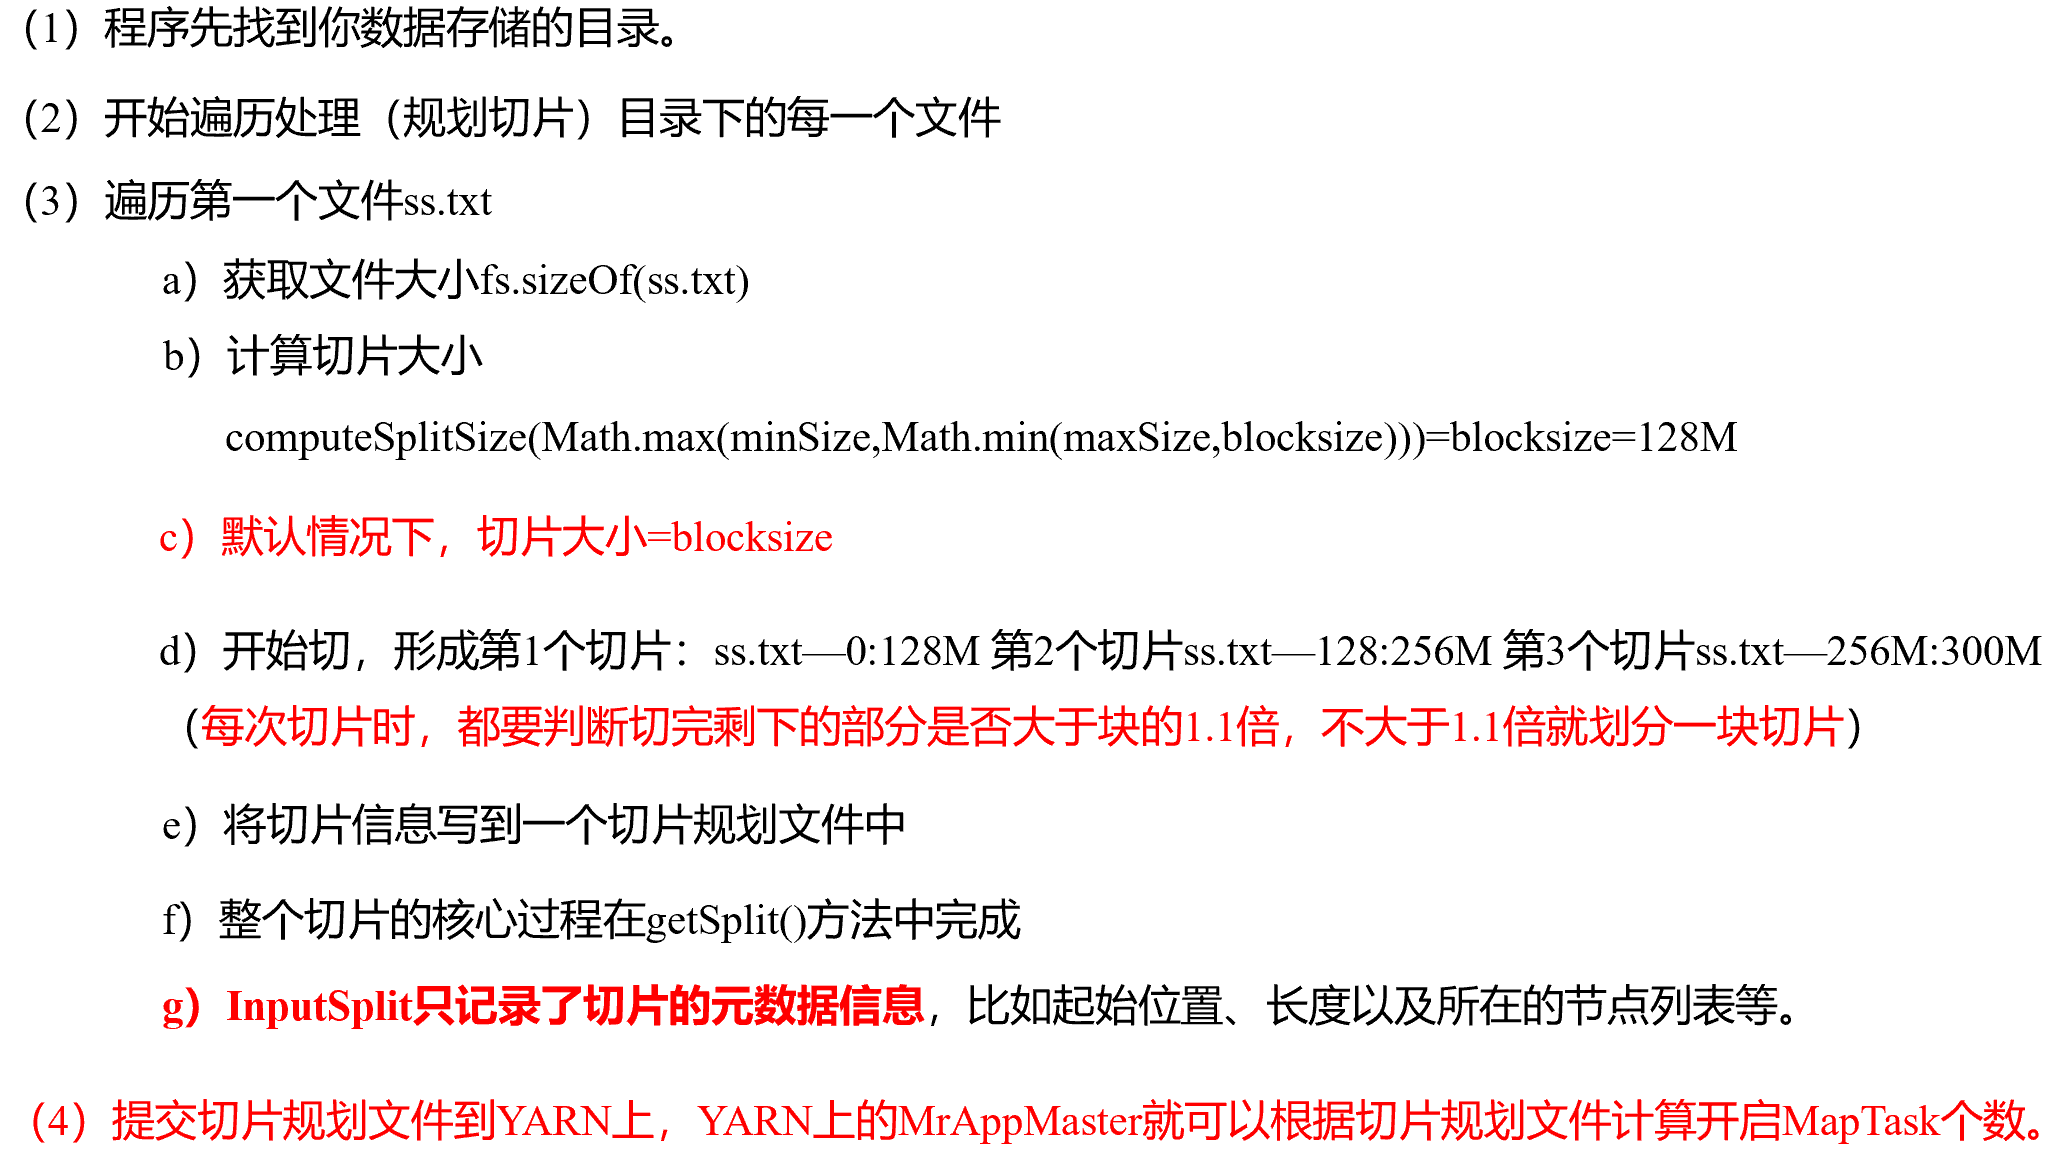 （1）程序先找到你数据存储的目录。
（2）开始遍历处理（规划切片）目录下的每一个文件
（3）遍历第一个文件ss.txt
a）获取文件大小fs.sizeOf(ss.txt)
b）计算切片大小
computeSplitSize(Math.max(minSize,Math.min(maxSize,blocksize)))=blocksize=128M
c）默认情况下，切片大小=blocksize
d）开始切，形成第1个切片：ss.txt—0:128M 第2个切片ss.txt—128:256M 第3个切片ss.txt—256M:300M
（每次切片时，都要判断切完剩下的部分是否大于块的1.1倍，不大于1.1倍就划分一块切片）
e）将切片信息写到一个切片规划文件中
f）整个切片的核心过程在getSplit()方法中完成
g）InputSplit只记录了切片的元数据信息，比如起始位置、长度以及所在的节点列表等。
（4）提交切片规划文件到YARN上，YARN上的MrAppMaster就可以根据切片规划文件计算开启MapTask个数。